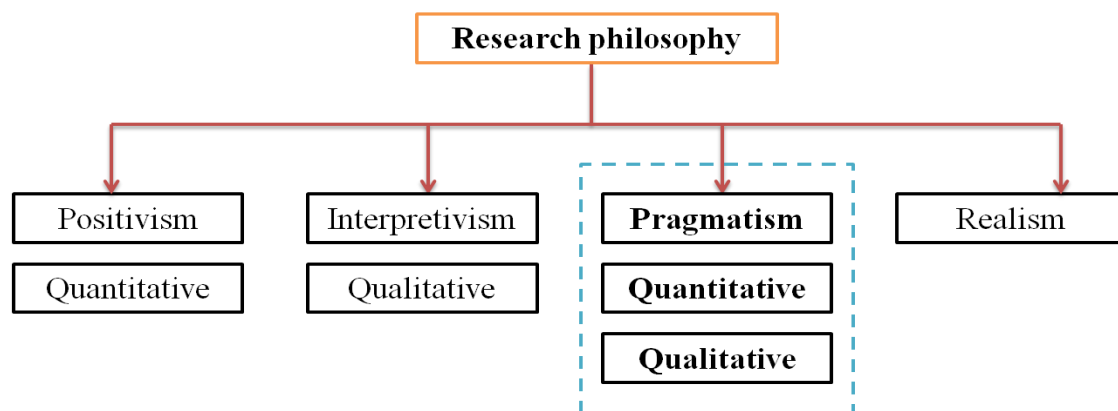 Research philosophy
Positivism
Interpretivism
Pragmatism
Realism
Quantitative
Qualitative
Quantitative
Qualitative